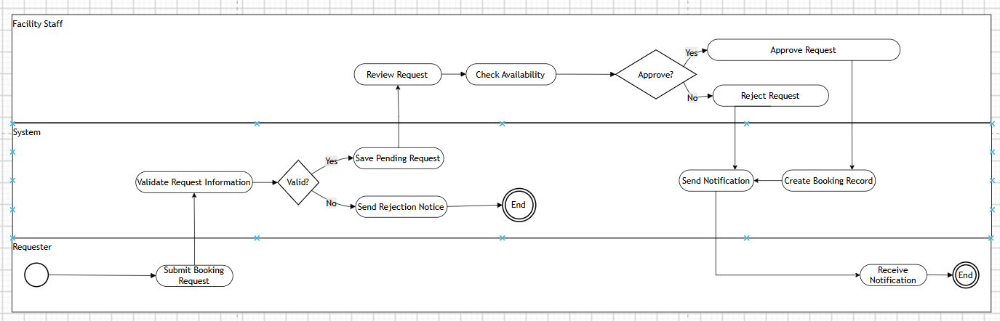 Facility Staff
Review Request
Check Availability
Approve?
Yes
Approve Request
No
Reject Request
System
Validate Request Information
Valid?
Yes
Save Pending Request
No
Send Rejection Notice
End
Send Notification
Create Booking Record
Requester
Submit Booking
Request
Receive
Notification
End